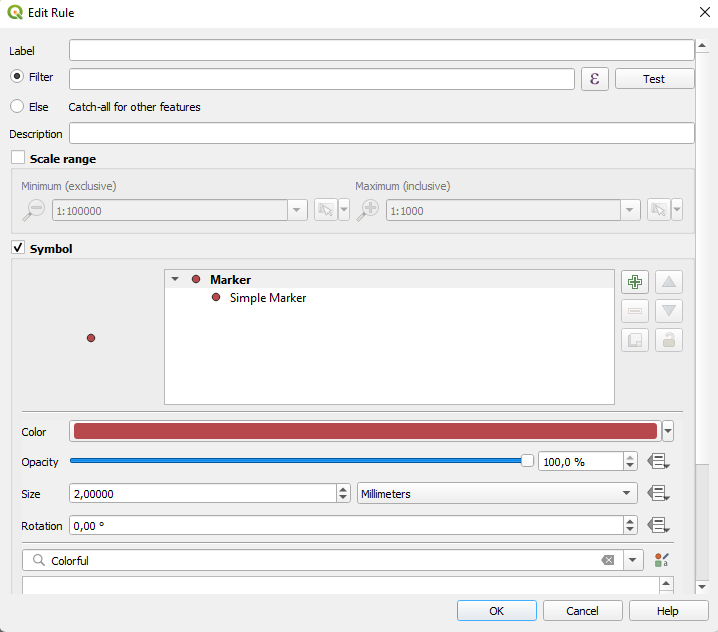 Edit Rule
Label
Filter
ε
Test
Else Catch-all for other features
Description
Scale range
Minimum (exclusive) Maximum (inclusive)
1:100000 1:1000
Symbol
Marker
Simple Marker
Color
Opacity 100,0 %
Size 2,00000 Millimeters
Rotation 0,00 °
Colorful
OK Cancel Help